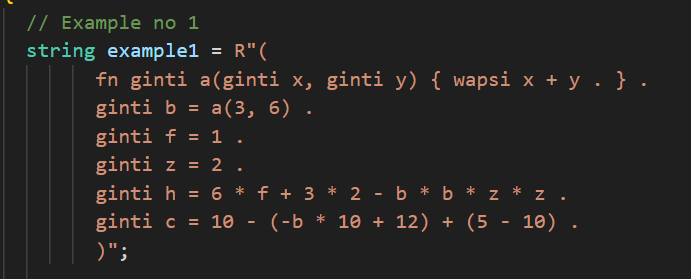 // Example no 1
string example1 = R"(
fn ginti a(ginti x, ginti y) { wapsi x + y . } .
ginti b = a(3, 6) .
ginti f = 1 .
ginti z = 2 .
ginti h = 6 * f + 3 * 2 - b * b * z * z .
ginti c = 10 - (-b * 10 + 12) + (5 - 10) .
)";